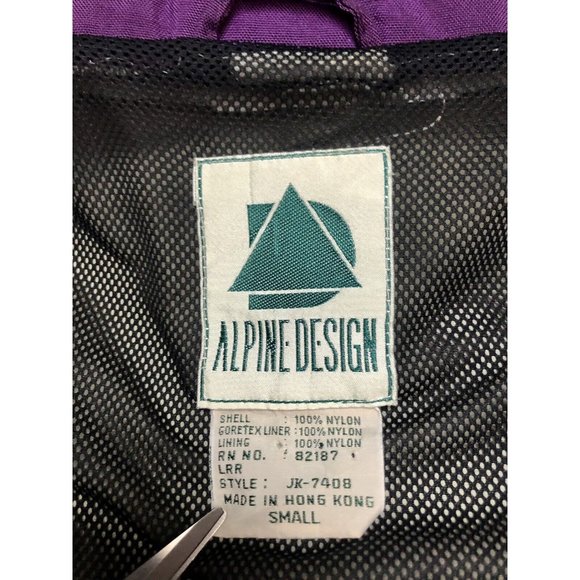 D
ALPINE DESIGN
SHELL : 100% NYLON
GORETEX LINER : 100% NYLON
LINING : 100% NYLON
RN NO. : 82187
LRR
STYLE : JK-7408
MADE IN HONG KONG
SMALL